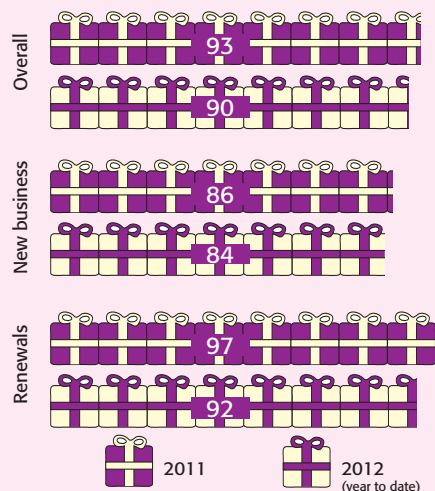 Overall
93
90
New business
86
84
Renewals
97
92
2011
2012
(year to date)